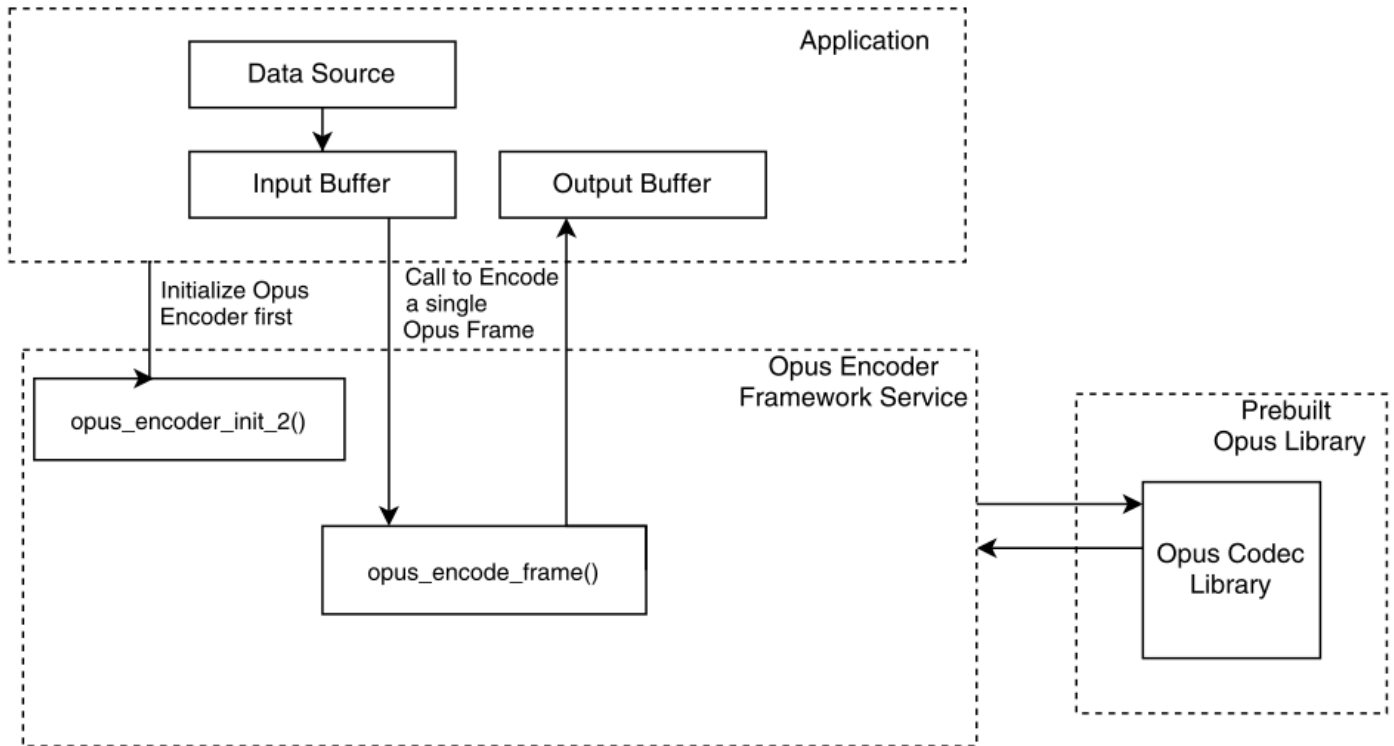 Application
Data Source
Input Buffer
Output Buffer
Initialize Opus
Encoder first
Call to Encode
a single
Opus Frame
Opus Encoder
Framework Service
opus_encoder_init_2()
opus_encode_frame()
Prebuilt
Opus Library
Opus Codec
Library